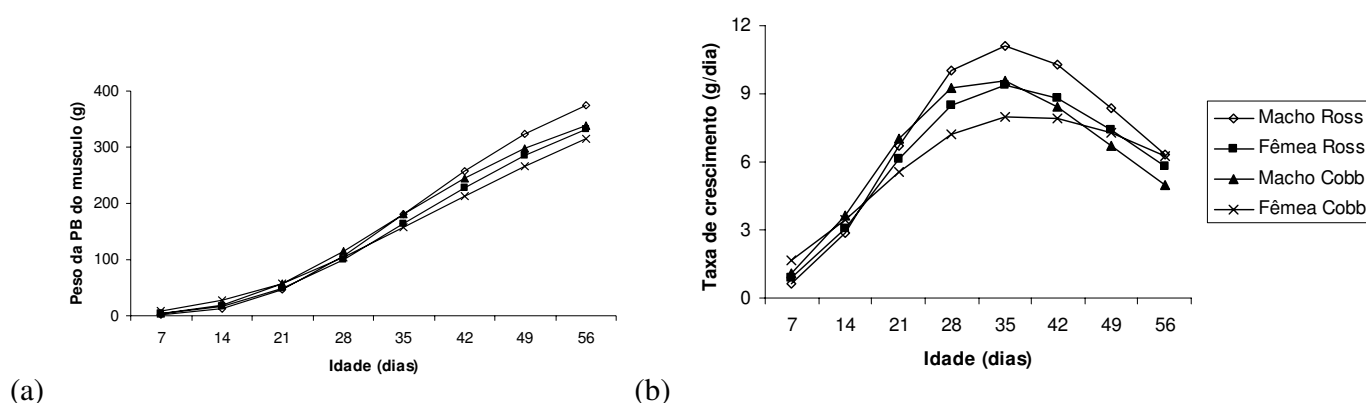 Peso da PB do musculo (g)
400
300
200
100
0
7 14 21 28 35 42 49 56
Idade (dias)
(a)
Taxa de crescimento (g/dia)
12
9
6
3
0
7 14 21 28 35 42 49 56
Idade (dias)
(b)
Macho Ross
Fêmea Ross
Macho Cobb
Fêmea Cobb